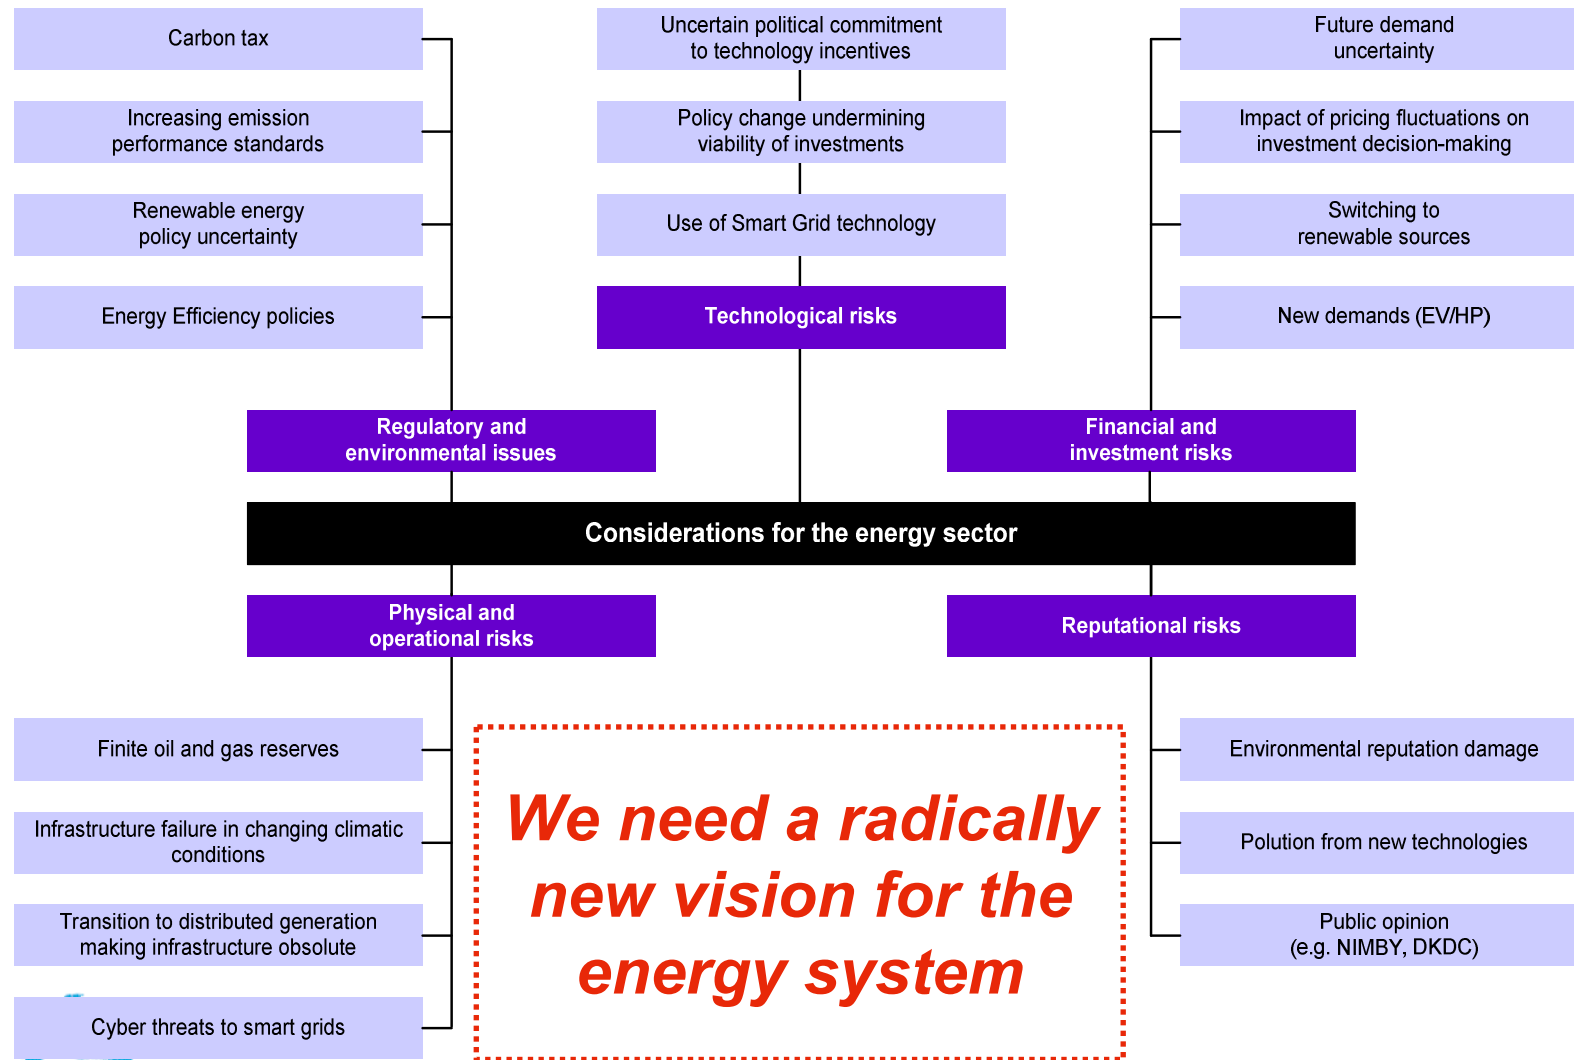 Carbon tax
Increasing emission
performance standards
Renewable energy
policy uncertainty
Energy Efficiency policies
Uncertain political commitment
to technology incentives
Policy change undermining
viability of investments
Use of Smart Grid technology
Technological risks
Future demand
uncertainty
Impact of pricing fluctuations on
investment decision-making
Switching to
renewable sources
New demands (EV/HP)
Regulatory and
environmental issues
Financial and
investment risks
Considerations for the energy sector
Physical and
operational risks
Reputational risks
Finite oil and gas reserves
Infrastructure failure in changing climatic
conditions
Transition to distributed generation
making infrastructure obsolute
Cyber threats to smart grids
We need a radically
new vision for the
energy system
Environmental reputation damage
Polution from new technologies
Public opinion
(e.g. NIMBY, DKDC)